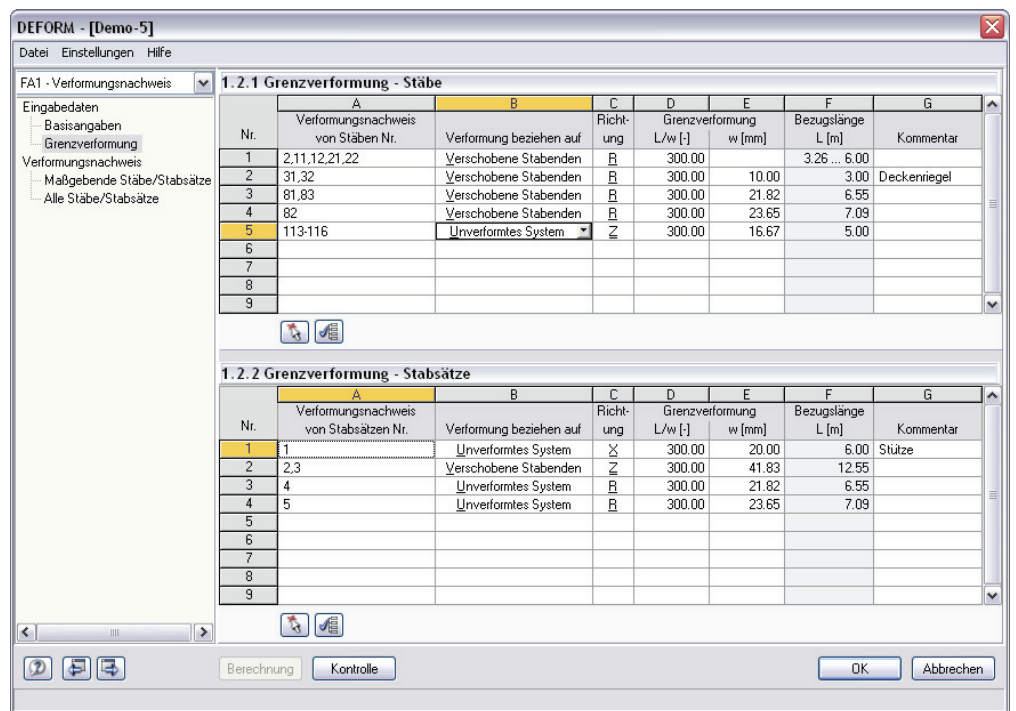 DEFORM - [Demo-5]
Datei Einstellungen Hilfe
FA1 - Verformungsnachweis
Eingabedaten
Basisangaben
Grenzverformung
Verformungsnachweis
Maßgebende Stäbe/Stabsätze
Alle Stäbe/Stabsätze
1.2.1 Grenzverformung - Stäbe
A B C D E F G
Nr. Verformungsnachweis von Stäben Nr. Verformung beziehen auf Richt-ung Grenzverformung L/w [-] w [mm] Bezugslänge L [m] Kommentar
1 2,11,12,21,22 Verschobene Stabenden R 300.00 3.26 ... 6.00
2 31,32 Verschobene Stabenden R 300.00 10.00 3.00 Deckenriegel
3 81,83 Verschobene Stabenden R 300.00 21.82 6.55
4 82 Verschobene Stabenden R 300.00 23.65 7.09
5 113-116 Unverformtes System Z 300.00 16.67 5.00
6
7
8
9
1.2.2 Grenzverformung - Stabsätze
A B C D E F G
Nr. Verformungsnachweis von Stabsätzen Nr. Verformung beziehen auf Richt-ung Grenzverformung L/w [-] w [mm] Bezugslänge L [m] Kommentar
1 1 Unverformtes System X 300.00 20.00 6.00 Stütze
2 2,3 Verschobene Stabenden Z 300.00 41.83 12.55
3 4 Unverformtes System R 300.00 21.82 6.55
4 5 Unverformtes System R 300.00 23.65 7.09
5
6
7
8
9
Berechnung Kontrolle OK Abbrechen